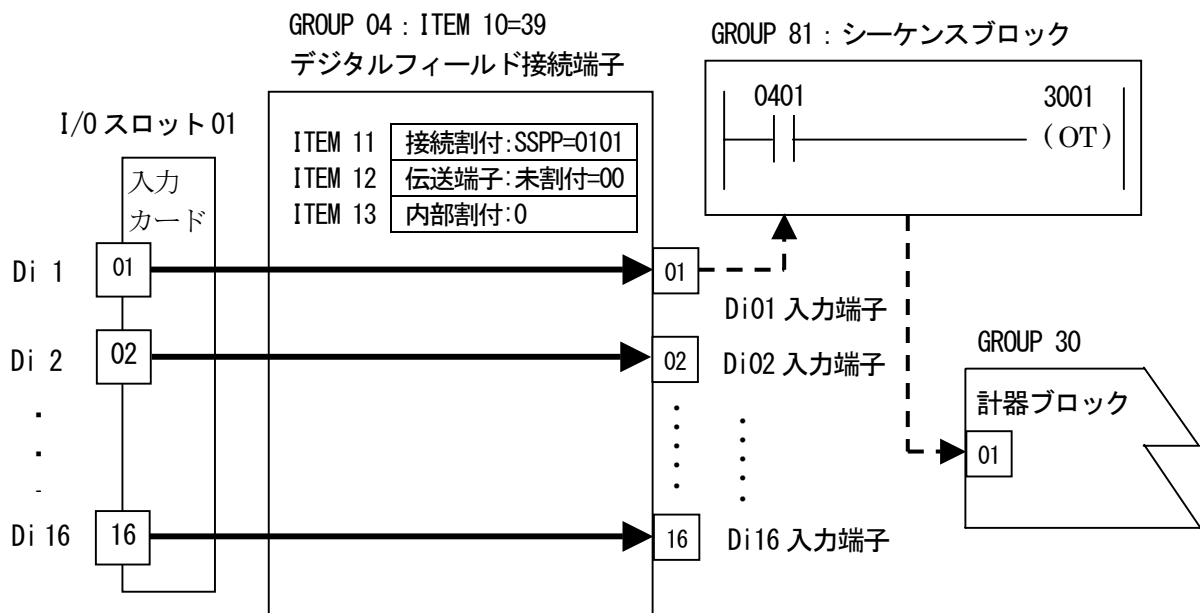 GROUP 04 : ITEM 10=39
デジタルフィールド接続端子
GROUP 81 : シーケンスブロック
0401
3001
(OT)
I/O スロット 01
入力
カード
ITEM 11 接続割付:SSPP=0101
ITEM 12 伝送端子:未割付=00
ITEM 13 内部割付:0
Di 1
01
01
Di01 入力端子
Di 2
02
02
Di02 入力端子
GROUP 30
計器ブロック
01
Di 16
16
16
Di16 入力端子